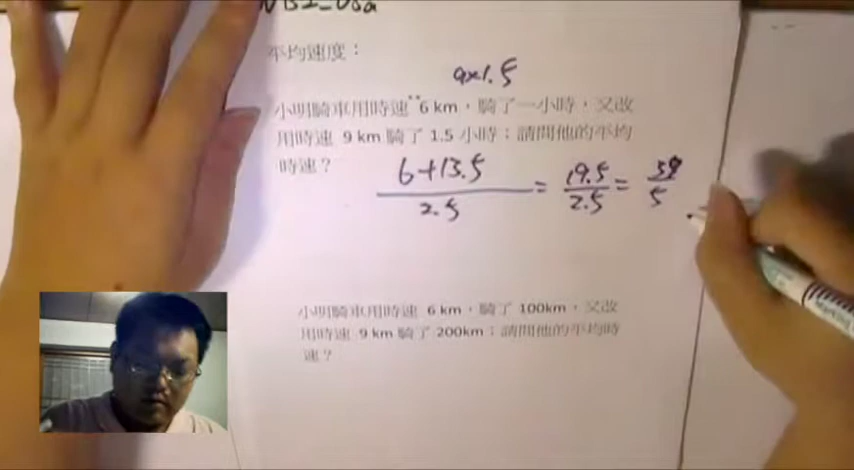 平均速度：
9×1.5
小明騎車用時速 6 km，騎了一小時，又改
用時速 9 km 騎了 1.5 小時；請問他的平均
時速？
6+13.5 / 2.5 = 19.5 / 2.5 = 39 / 5
小明騎車用時速 6 km，騎了 100km，又改
用時速 9 km 騎了 200km；請問他的平均時
速？